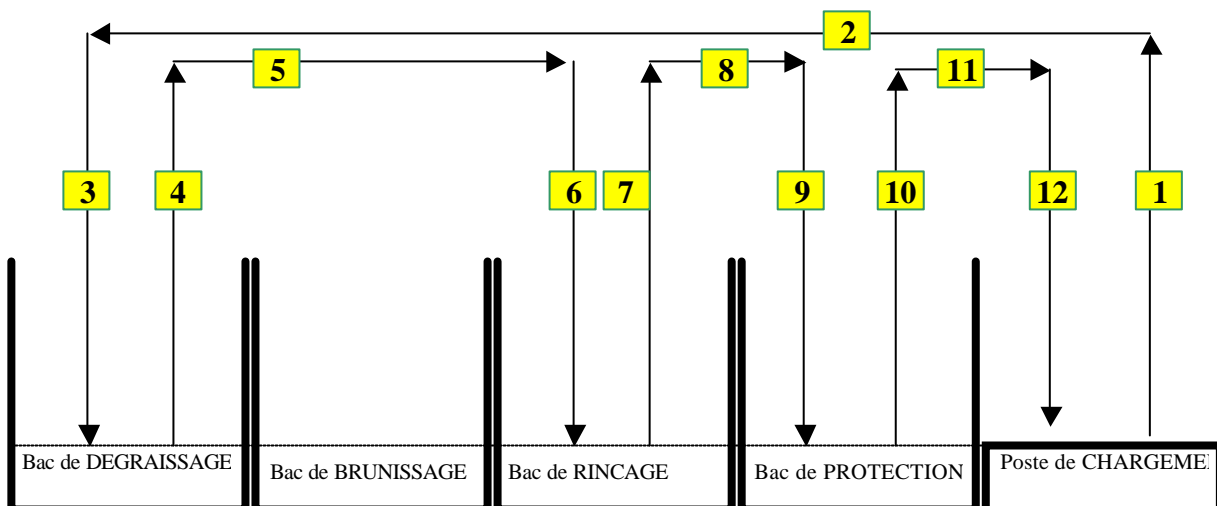 2
5
8
11
3
4
6
7
9
10
12
1
Bac de DEGRAISSAGE
Bac de BRUNISSAGE
Bac de RINCAGE
Bac de PROTECTION
Poste de CHARGEME